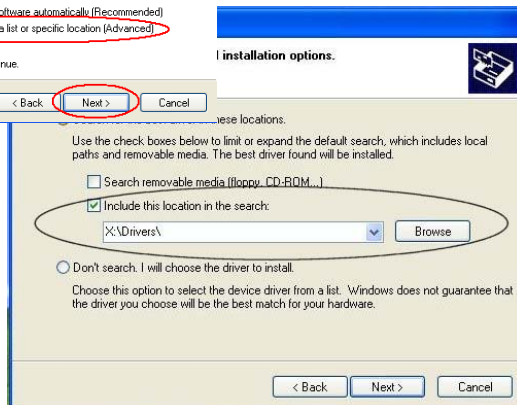 oftware automatically (Recommended)
a list or specific location (Advanced)
nue.
< Back Next > Cancel
installation options.
these locations.
Use the check boxes below to limit or expand the default search, which includes local
paths and removable media. The best driver found will be installed.
Search removable media (floppy, CD-ROM...)
Include this location in the search:
X:\Drivers\ Browse
Don't search. I will choose the driver to install.
Choose this option to select the device driver from a list. Windows does not guarantee that
the driver you choose will be the best match for your hardware.
< Back Next > Cancel